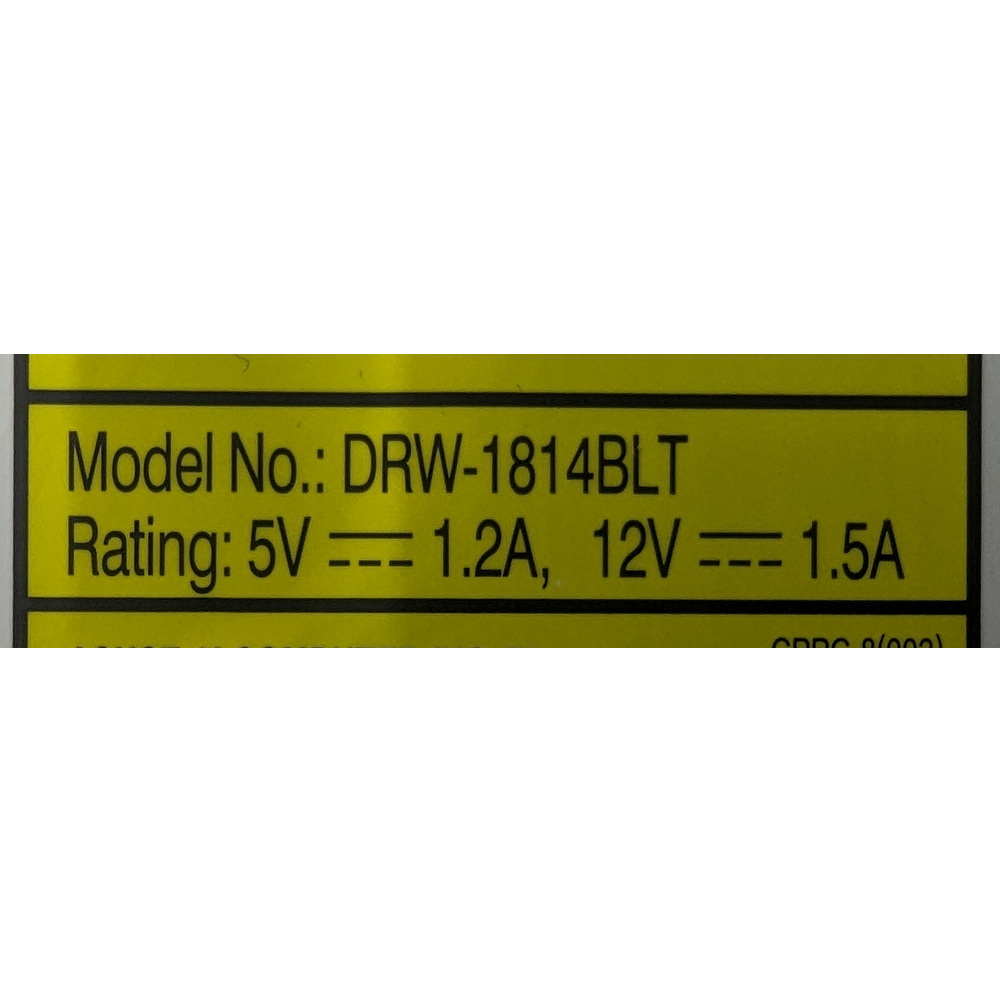 Model No.: DRW-1814BLT
Rating: 5V ⎓ 1.2A, 12V ⎓ 1.5A